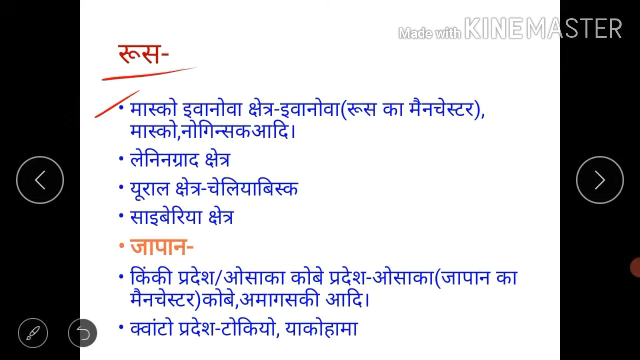 Made with KINEMASTER
रूस-
• मास्को इवानोवा क्षेत्र-इवानोवा(रूस का मैनचेस्टर),
मास्को,नोगिन्सकआदि।
• लेनिनग्राद क्षेत्र
• यूराल क्षेत्र-चेलियाबिस्क
• साइबेरिया क्षेत्र
• जापान-
• किंकी प्रदेश/ओसाका कोबे प्रदेश-ओसाका(जापान का
मैनचेस्टर)कोबे,अमागसकी आदि।
• क्वांटो प्रदेश-टोकियो, याकोहामा